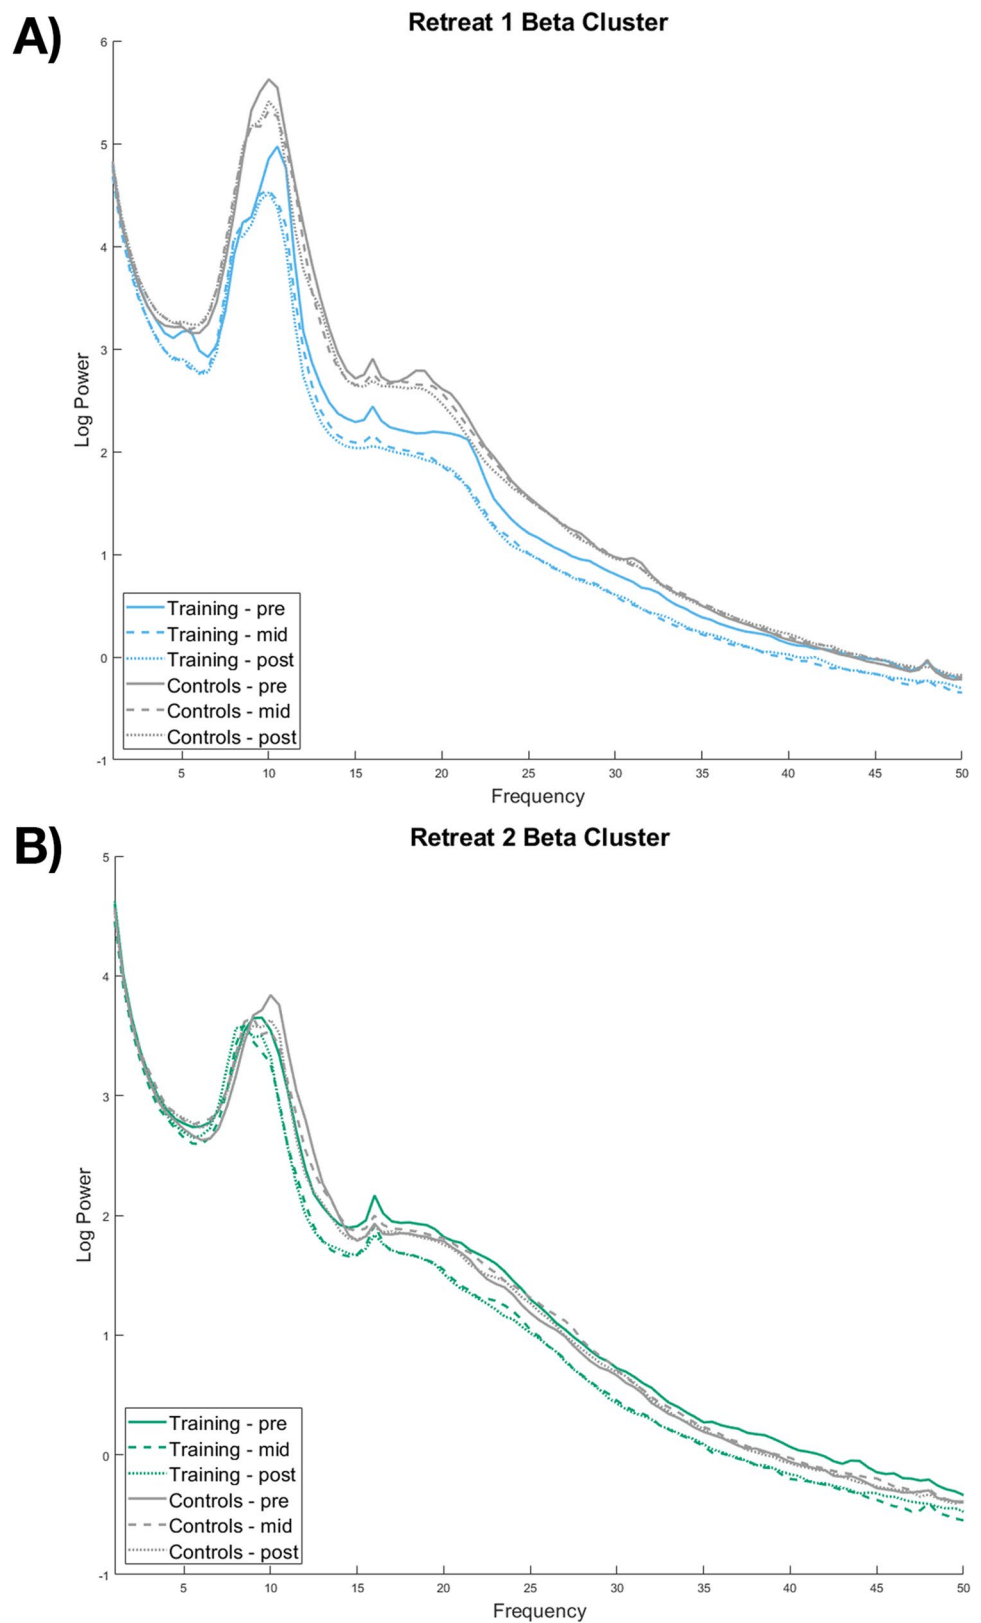 A)
Retreat 1 Beta Cluster
6
5
4
3
2
1
0
-1
Log Power
Training - pre
Training - mid
Training - post
Controls - pre
Controls - mid
Controls - post
5 10 15 20 25 30 35 40 45 50
Frequency
B)
Retreat 2 Beta Cluster
5
4
3
2
1
0
-1
Log Power
Training - pre
Training - mid
Training - post
Controls - pre
Controls - mid
Controls - post
5 10 15 20 25 30 35 40 45 50
Frequency